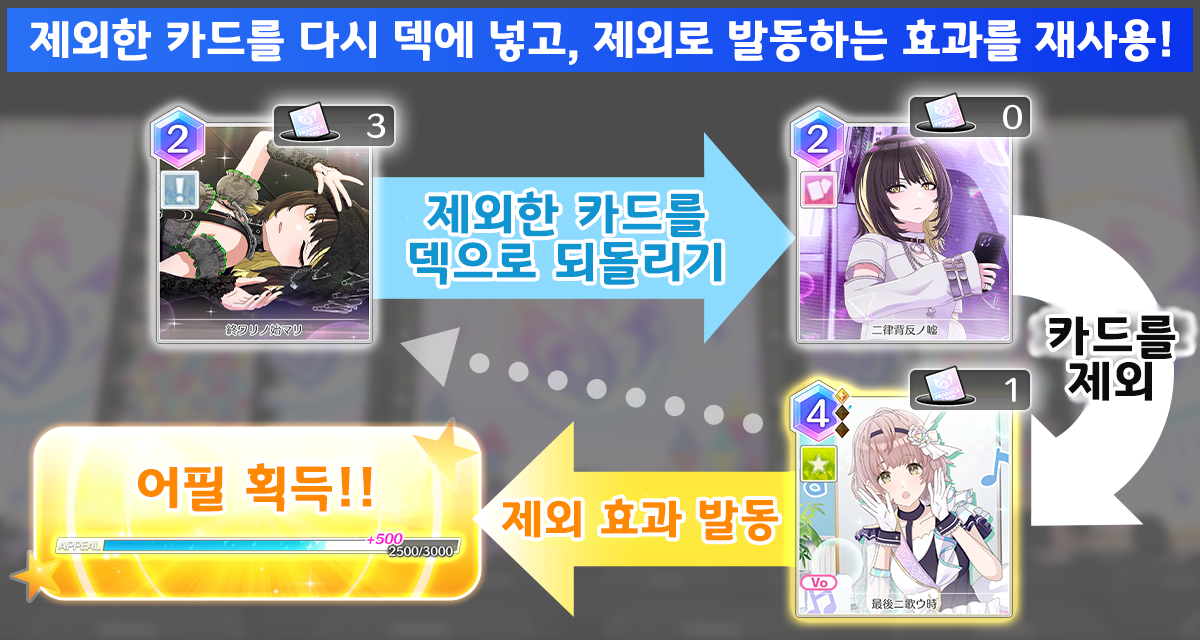 제외한 카드를 다시 덱에 넣고, 제외로 발동하는 효과를 재사용!
2
3
終ワリノ始マリ
제외한 카드를
덱으로 되돌리기
2
0
二律背反ノ嘘
카드를
제외
4
1
Vo
最後ニ歌ウ時
제외 효과 발동
어필 획득!!
APPEAL
+500
2500/3000